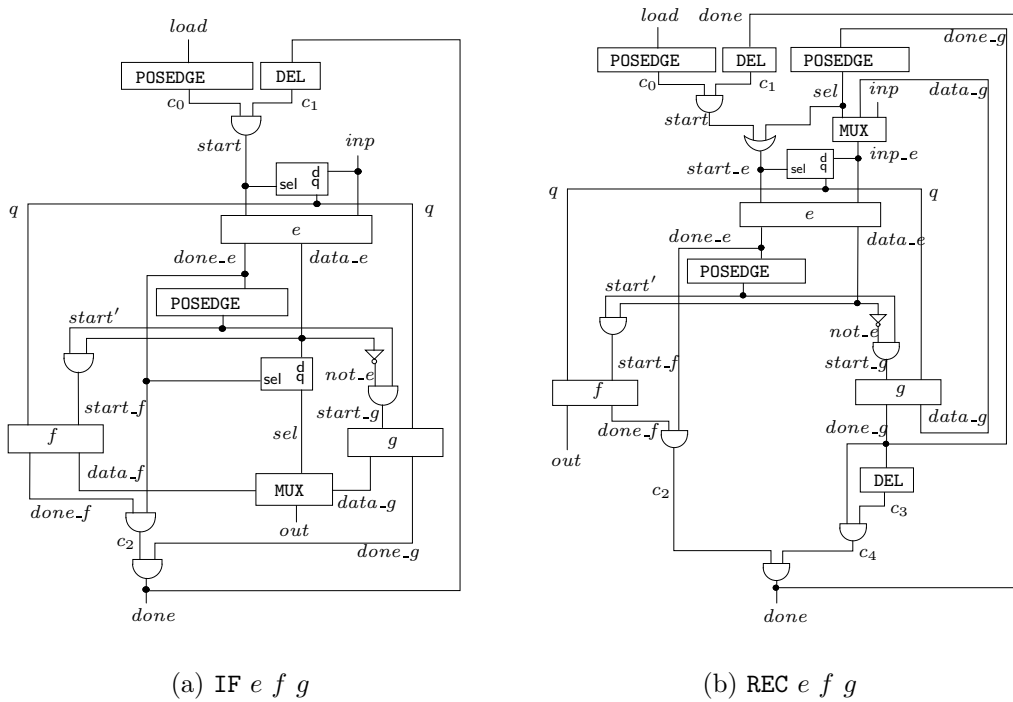 load
POSEDGE
DEL
c₀
c₁
start
inp
d
sel q
q
q
e
done_e
data_e
POSEDGE
start′
d
sel q
not_e
start_f
start_g
sel
f
g
data_f
MUX
data_g
done_f
out
c₂
done_g
done
(a) IF e f g
load
done
done_g
POSEDGE
DEL
POSEDGE
c₀
c₁
sel
inp
data_g
start
MUX
d
sel q
start_e
inp_e
q
q
e
done_e
data_e
POSEDGE
start′
not_e
start_f
start_g
f
g
done_f
done_g
data_g
out
DEL
c₂
c₃
c₄
done
(b) REC e f g